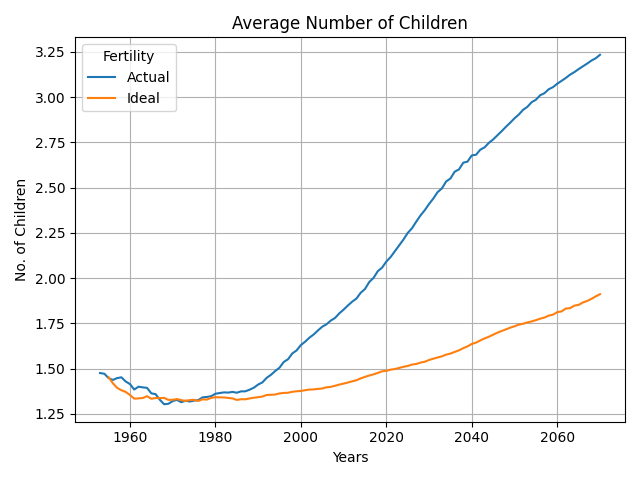 Average Number of Children
Fertility
Actual
Ideal
No. of Children
3.25
3.00
2.75
2.50
2.25
2.00
1.75
1.50
1.25
1960 1980 2000 2020 2040 2060
Years